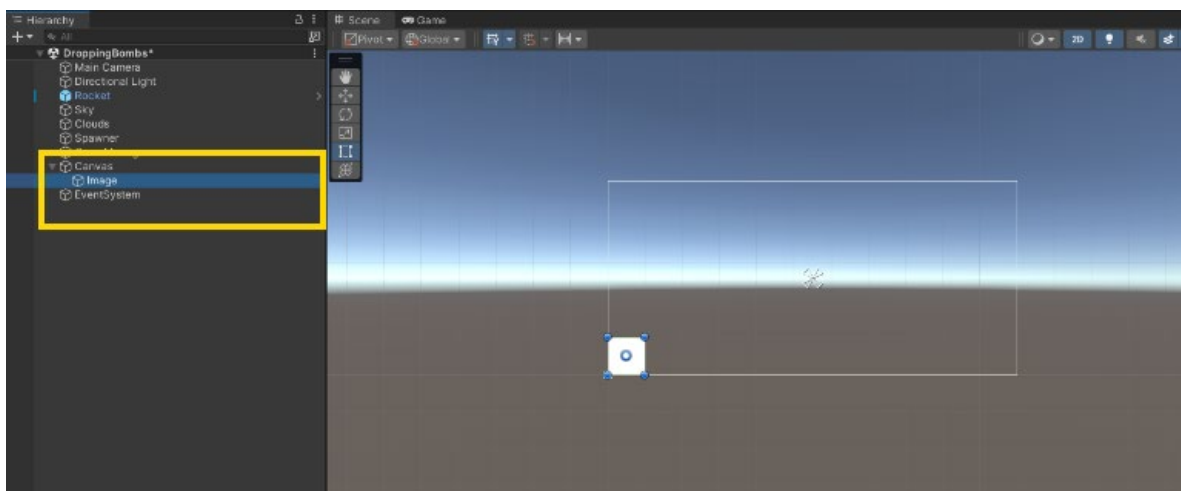 Hierarchy
All
DroppingBombs*
Main Camera
Directional Light
Rocket
Sky
Clouds
Spawner
Canvas
Image
EventSystem
Scene Game
Pivot Global 2D